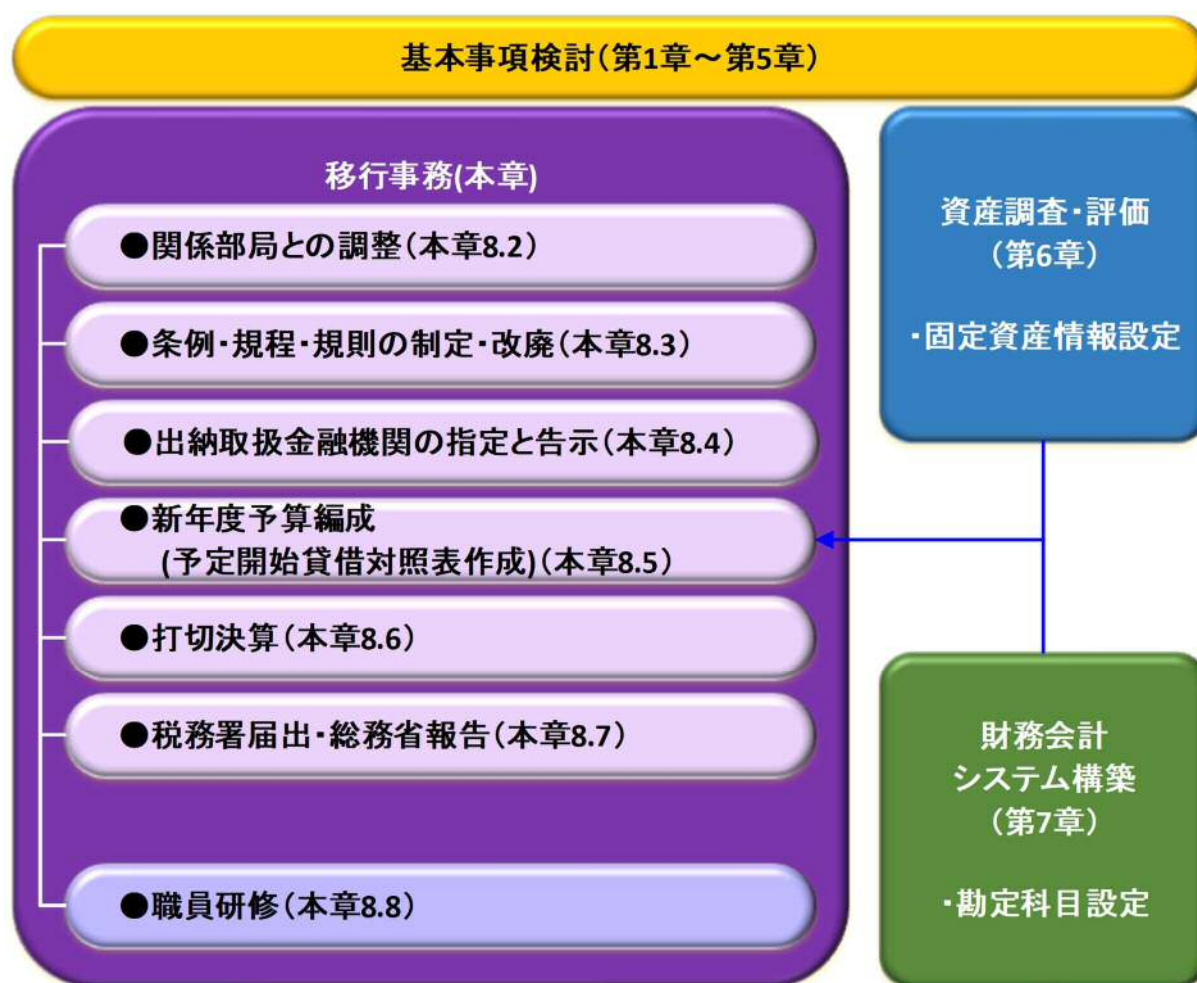 基本事項検討(第1章～第5章)
移行事務(本章)
●関係部局との調整(本章8.2)
●条例・規程・規則の制定・改廃(本章8.3)
●出納取扱金融機関の指定と告示(本章8.4)
●新年度予算編成
(予定開始貸借対照表作成)(本章8.5)
●打切決算(本章8.6)
●税務署届出・総務省報告(本章8.7)
●職員研修(本章8.8)
資産調査・評価
(第6章)
・固定資産情報設定
財務会計
システム構築
(第7章)
・勘定科目設定